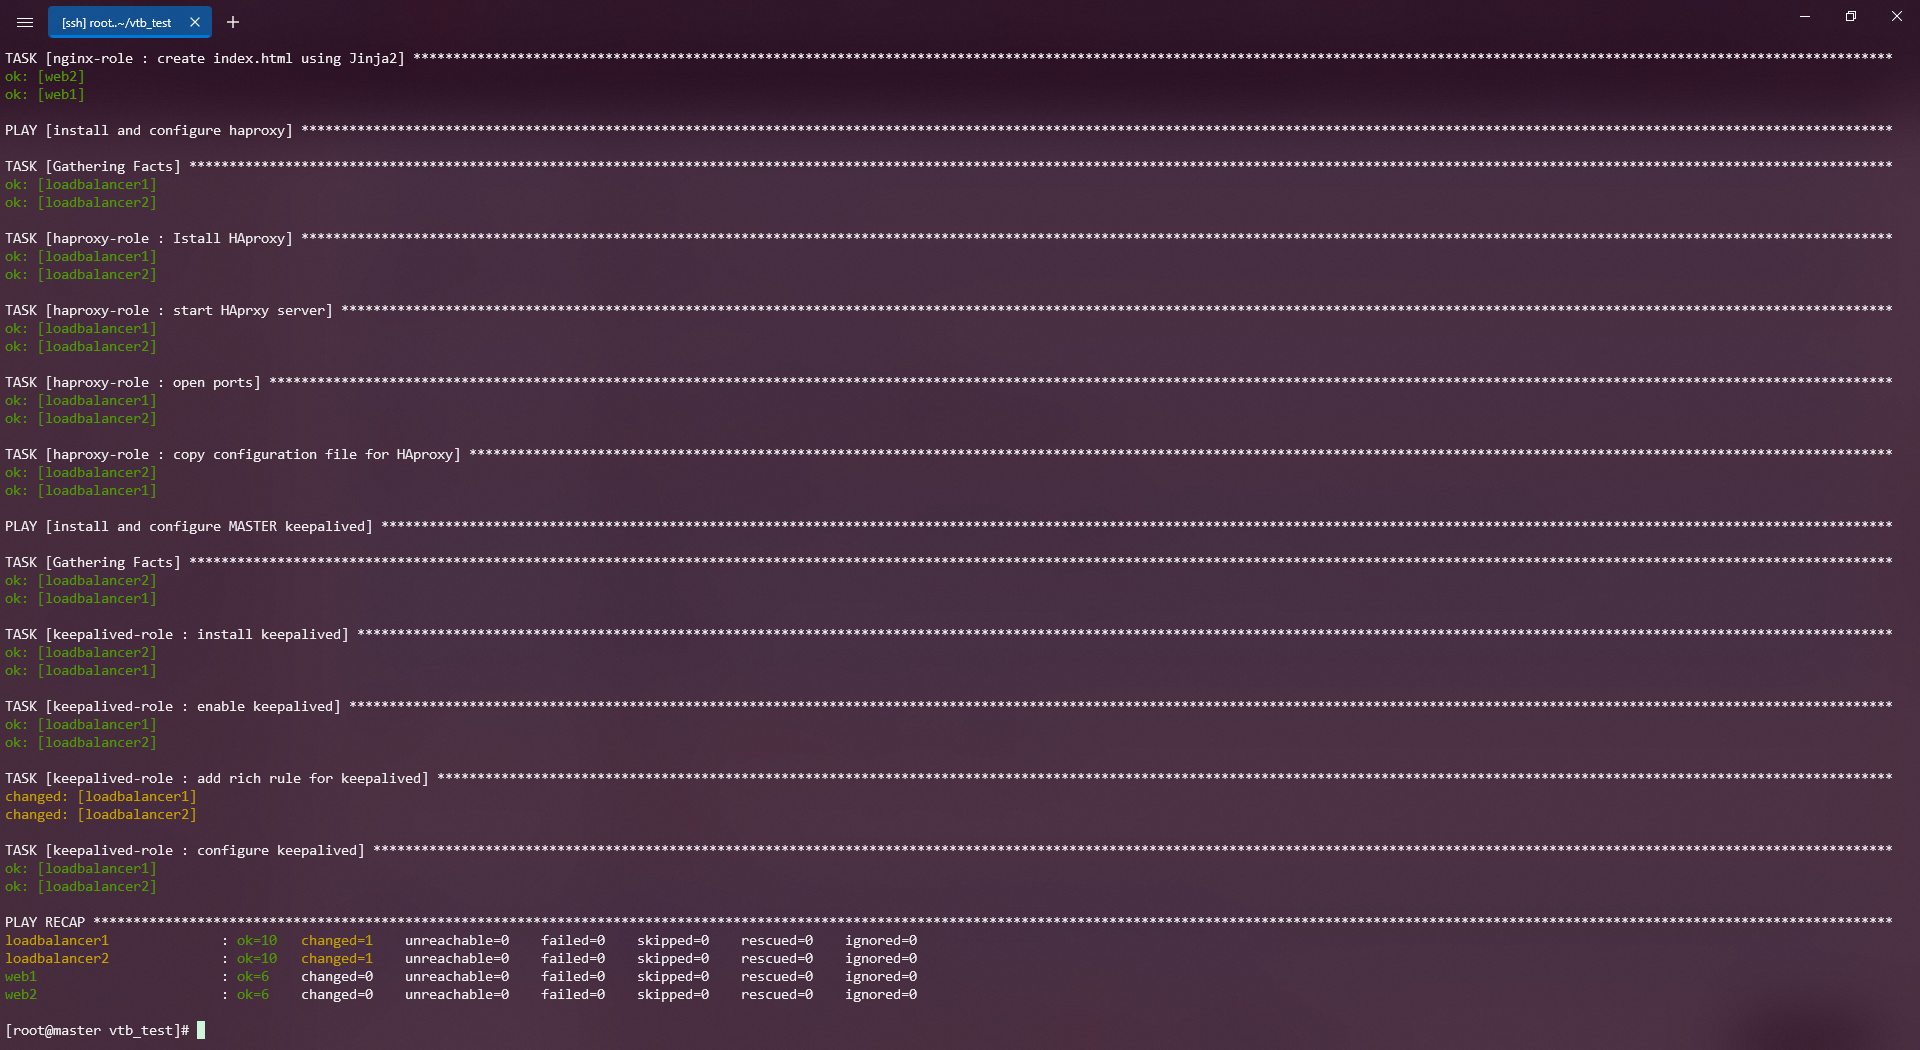 [ssh] root..~/vtb_test
TASK [nginx-role : create index.html using Jinja2] *****************************************************************************************************************************************************************************************
ok: [web2]
ok: [web1]
PLAY [install and configure haproxy] *******************************************************************************************************************************************************************************************************
TASK [Gathering Facts] *********************************************************************************************************************************************************************************************************************
ok: [loadbalancer1]
ok: [loadbalancer2]
TASK [haproxy-role : Istall HAproxy] *******************************************************************************************************************************************************************************************************
ok: [loadbalancer1]
ok: [loadbalancer2]
TASK [haproxy-role : start HAprxy server] **************************************************************************************************************************************************************************************************
ok: [loadbalancer1]
ok: [loadbalancer2]
TASK [haproxy-role : open ports] ***********************************************************************************************************************************************************************************************************
ok: [loadbalancer1]
ok: [loadbalancer2]
TASK [haproxy-role : copy configuration file for HAproxy] **********************************************************************************************************************************************************************************
ok: [loadbalancer2]
ok: [loadbalancer1]
PLAY [install and configure MASTER keepalived] *********************************************************************************************************************************************************************************************
TASK [Gathering Facts] *********************************************************************************************************************************************************************************************************************
ok: [loadbalancer2]
ok: [loadbalancer1]
TASK [keepalived-role : install keepalived] ************************************************************************************************************************************************************************************************
ok: [loadbalancer2]
ok: [loadbalancer1]
TASK [keepalived-role : enable keepalived] *************************************************************************************************************************************************************************************************
ok: [loadbalancer1]
ok: [loadbalancer2]
TASK [keepalived-role : add rich rule for keepalived] **************************************************************************************************************************************************************************************
changed: [loadbalancer1]
changed: [loadbalancer2]
TASK [keepalived-role : configure keepalived] **********************************************************************************************************************************************************************************************
ok: [loadbalancer1]
ok: [loadbalancer2]
PLAY RECAP *********************************************************************************************************************************************************************************************************************************
loadbalancer1 : ok=10 changed=1 unreachable=0 failed=0 skipped=0 rescued=0 ignored=0
loadbalancer2 : ok=10 changed=1 unreachable=0 failed=0 skipped=0 rescued=0 ignored=0
web1 : ok=6 changed=0 unreachable=0 failed=0 skipped=0 rescued=0 ignored=0
web2 : ok=6 changed=0 unreachable=0 failed=0 skipped=0 rescued=0 ignored=0
[root@master vtb_test]#